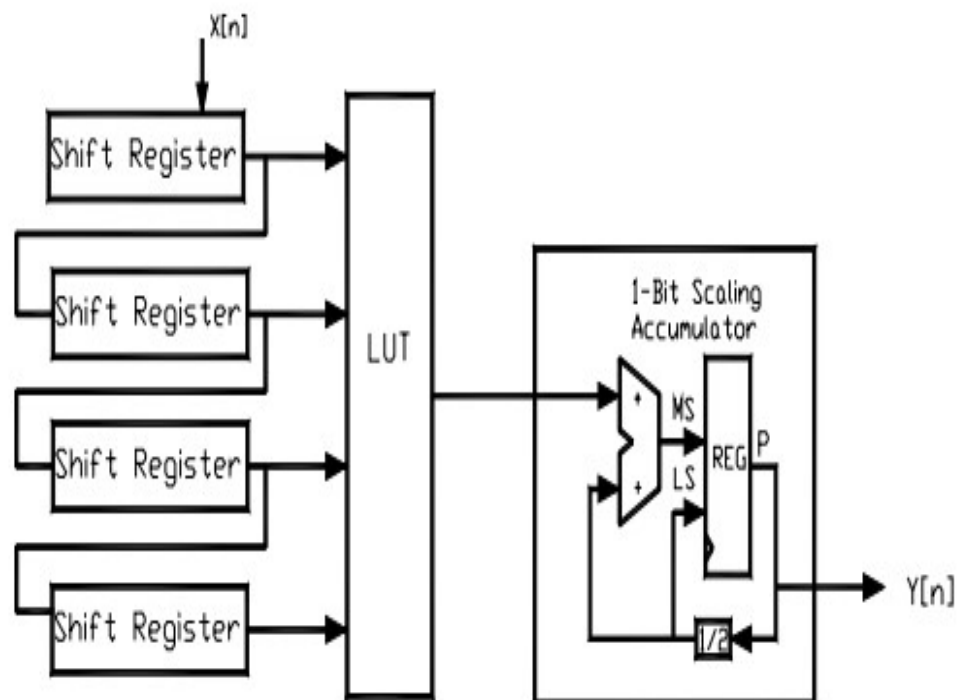 X[n]
Shift Register
Shift Register
Shift Register
Shift Register
LUT
1-Bit Scaling
Accumulator
+
+
MS
LS
REG
P
1/2
Y[n]